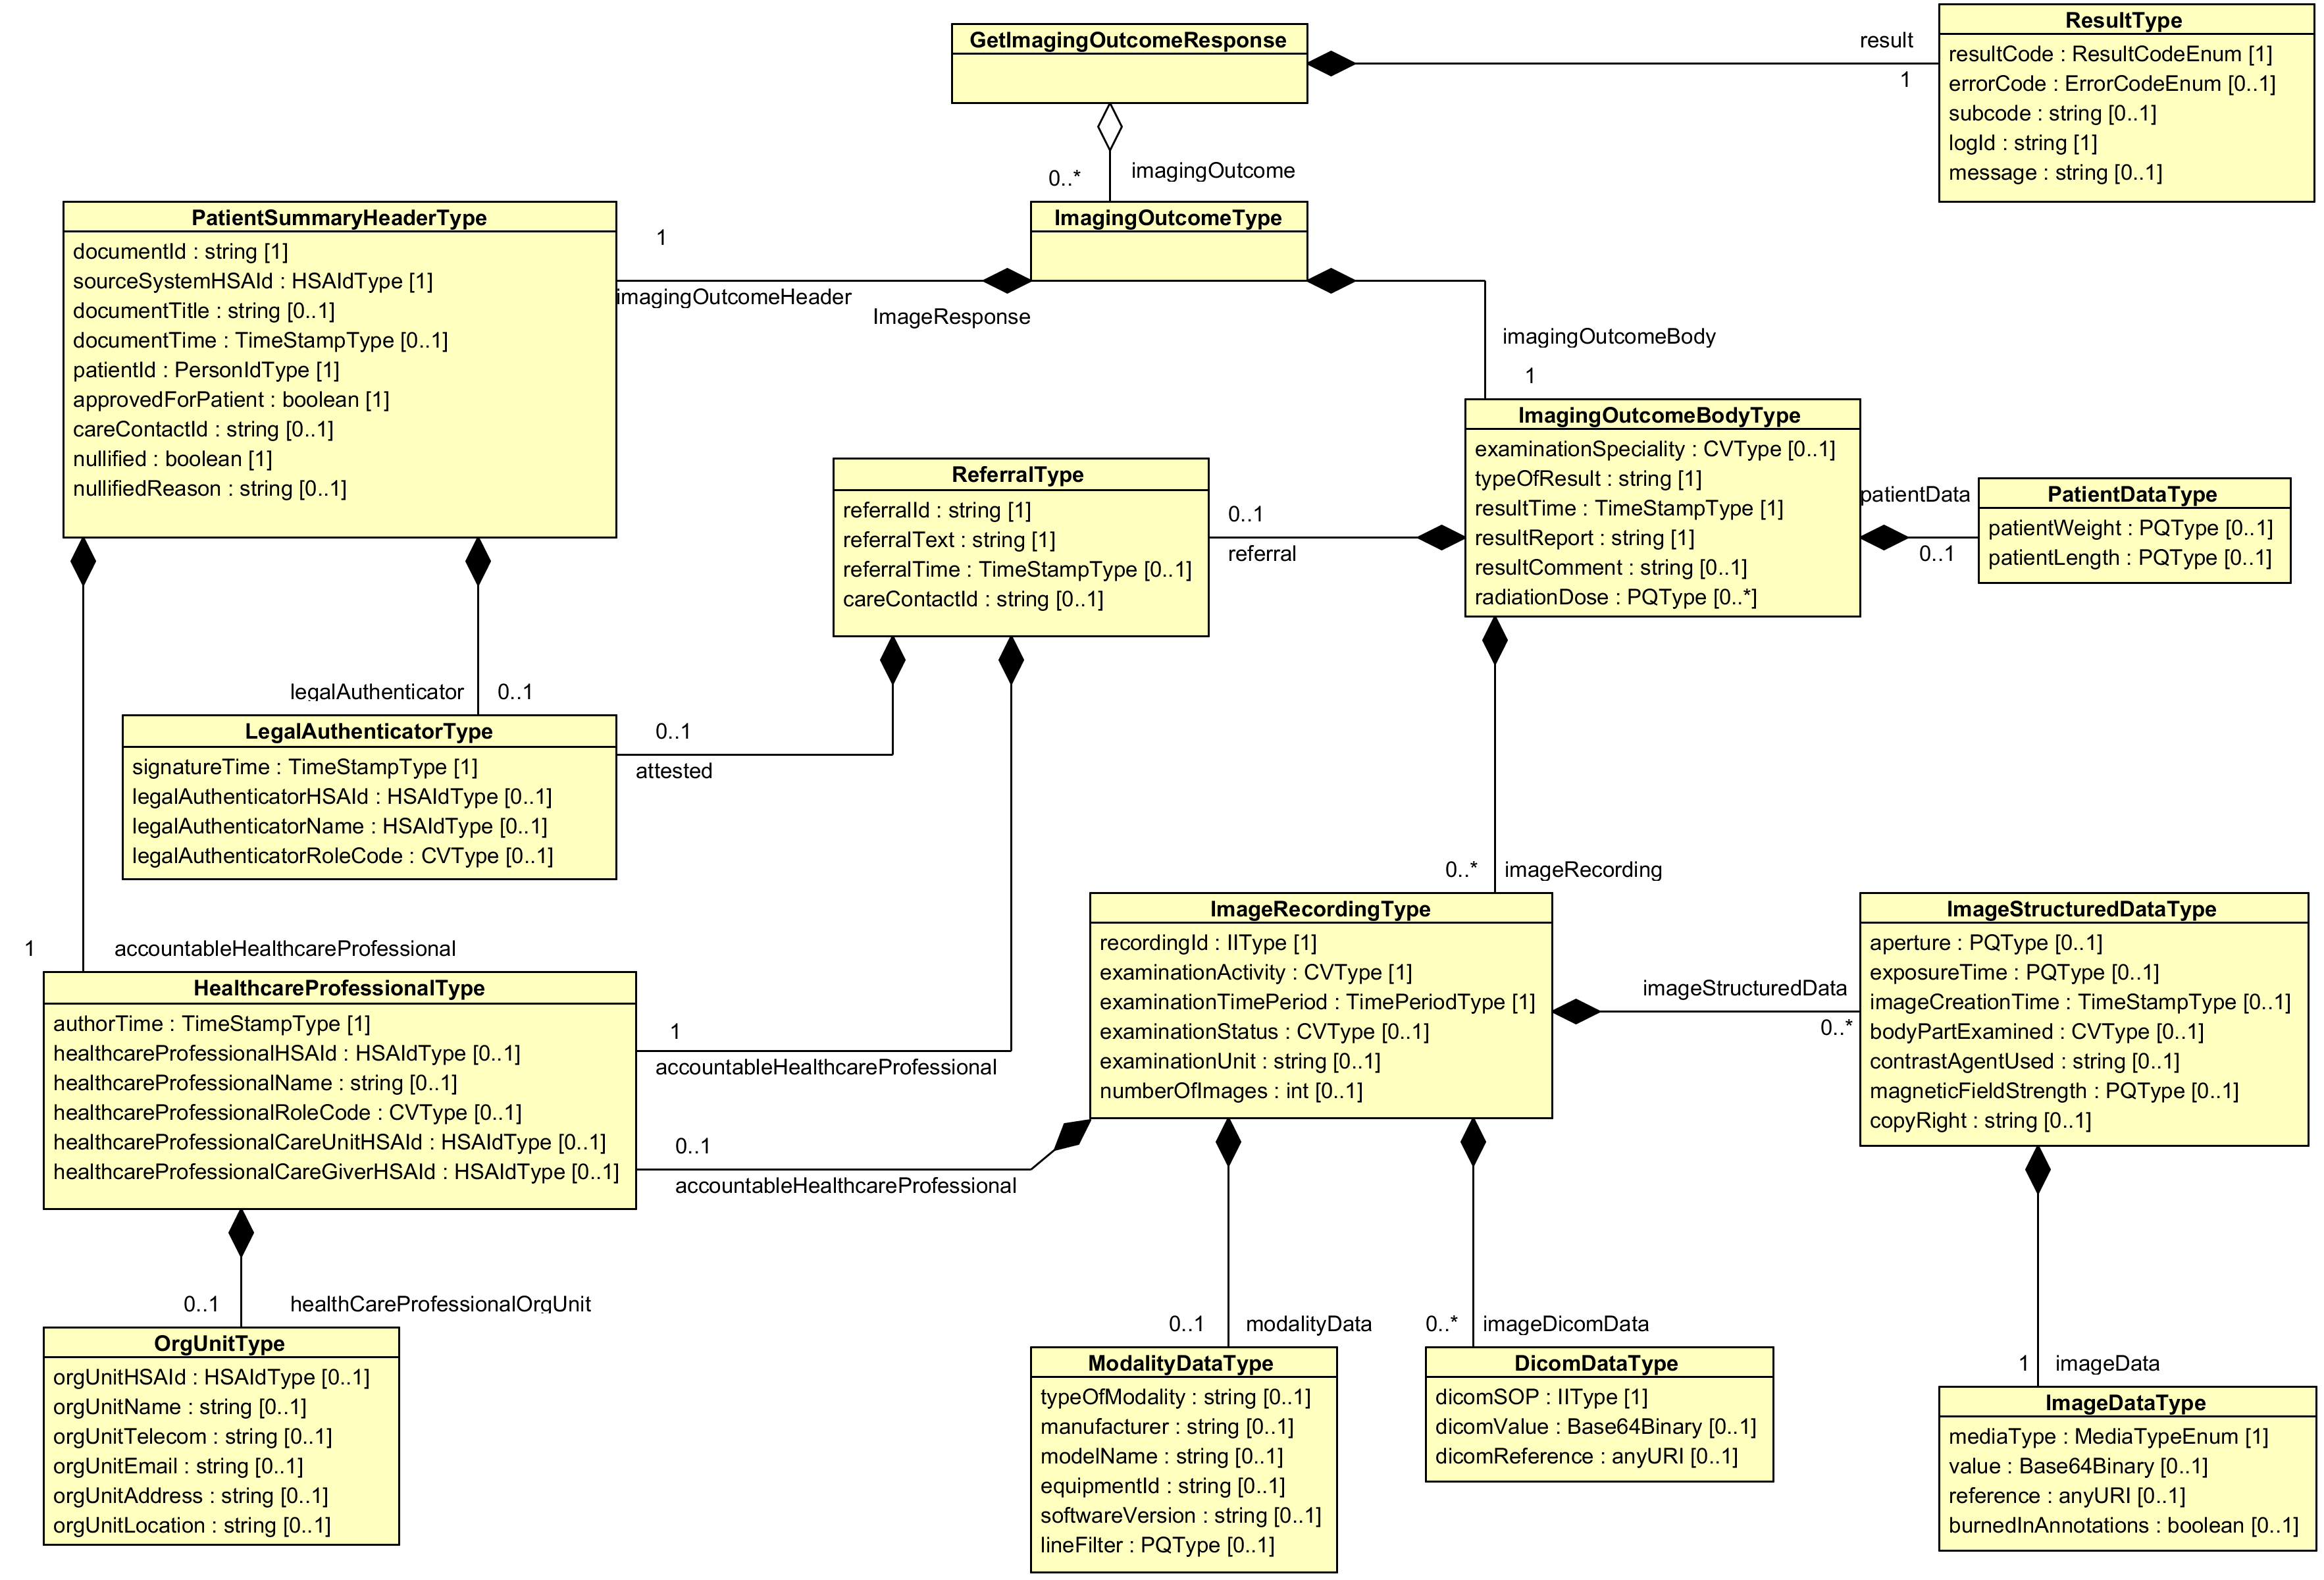 GetImagingOutcomeResponse
result
1
ResultType
resultCode : ResultCodeEnum [1]
errorCode : ErrorCodeEnum [0..1]
subcode : string [0..1]
logId : string [1]
message : string [0..1]
0..*
imagingOutcome
ImagingOutcomeType
PatientSummaryHeaderType
documentId : string [1]
sourceSystemHSAId : HSAIdType [1]
documentTitle : string [0..1]
documentTime : TimeStampType [0..1]
patientId : PersonIdType [1]
approvedForPatient : boolean [1]
careContactId : string [0..1]
nullified : boolean [1]
nullifiedReason : string [0..1]
1
imagingOutcomeHeader
ImageResponse
imagingOutcomeBody
1
ImagingOutcomeBodyType
examinationSpeciality : CVType [0..1]
typeOfResult : string [1]
resultTime : TimeStampType [1]
resultReport : string [1]
resultComment : string [0..1]
radiationDose : PQType [0..*]
patientData
0..1
PatientDataType
patientWeight : PQType [0..1]
patientLength : PQType [0..1]
ReferralType
referralId : string [1]
referralText : string [1]
referralTime : TimeStampType [0..1]
careContactId : string [0..1]
0..1
referral
legalAuthenticator
0..1
LegalAuthenticatorType
signatureTime : TimeStampType [1]
legalAuthenticatorHSAId : HSAIdType [0..1]
legalAuthenticatorName : HSAIdType [0..1]
legalAuthenticatorRoleCode : CVType [0..1]
0..1
attested
0..*
imageRecording
ImageRecordingType
recordingId : IIType [1]
examinationActivity : CVType [1]
examinationTimePeriod : TimePeriodType [1]
examinationStatus : CVType [0..1]
examinationUnit : string [0..1]
numberOfImages : int [0..1]
imageStructuredData
0..*
ImageStructuredDataType
aperture : PQType [0..1]
exposureTime : PQType [0..1]
imageCreationTime : TimeStampType [0..1]
bodyPartExamined : CVType [0..1]
contrastAgentUsed : string [0..1]
magneticFieldStrength : PQType [0..1]
copyRight : string [0..1]
1
accountableHealthcareProfessional
HealthcareProfessionalType
authorTime : TimeStampType [1]
healthcareProfessionalHSAId : HSAIdType [0..1]
healthcareProfessionalName : string [0..1]
healthcareProfessionalRoleCode : CVType [0..1]
healthcareProfessionalCareUnitHSAId : HSAIdType [0..1]
healthcareProfessionalCareGiverHSAId : HSAIdType [0..1]
1
accountableHealthcareProfessional
0..1
accountableHealthcareProfessional
0..1
healthCareProfessionalOrgUnit
OrgUnitType
orgUnitHSAId : HSAIdType [0..1]
orgUnitName : string [0..1]
orgUnitTelecom : string [0..1]
orgUnitEmail : string [0..1]
orgUnitAddress : string [0..1]
orgUnitLocation : string [0..1]
0..1
modalityData
ModalityDataType
typeOfModality : string [0..1]
manufacturer : string [0..1]
modelName : string [0..1]
equipmentId : string [0..1]
softwareVersion : string [0..1]
lineFilter : PQType [0..1]
0..*
imageDicomData
DicomDataType
dicomSOP : IIType [1]
dicomValue : Base64Binary [0..1]
dicomReference : anyURI [0..1]
1
imageData
ImageDataType
mediaType : MediaTypeEnum [1]
value : Base64Binary [0..1]
reference : anyURI [0..1]
burnedInAnnotations : boolean [0..1]